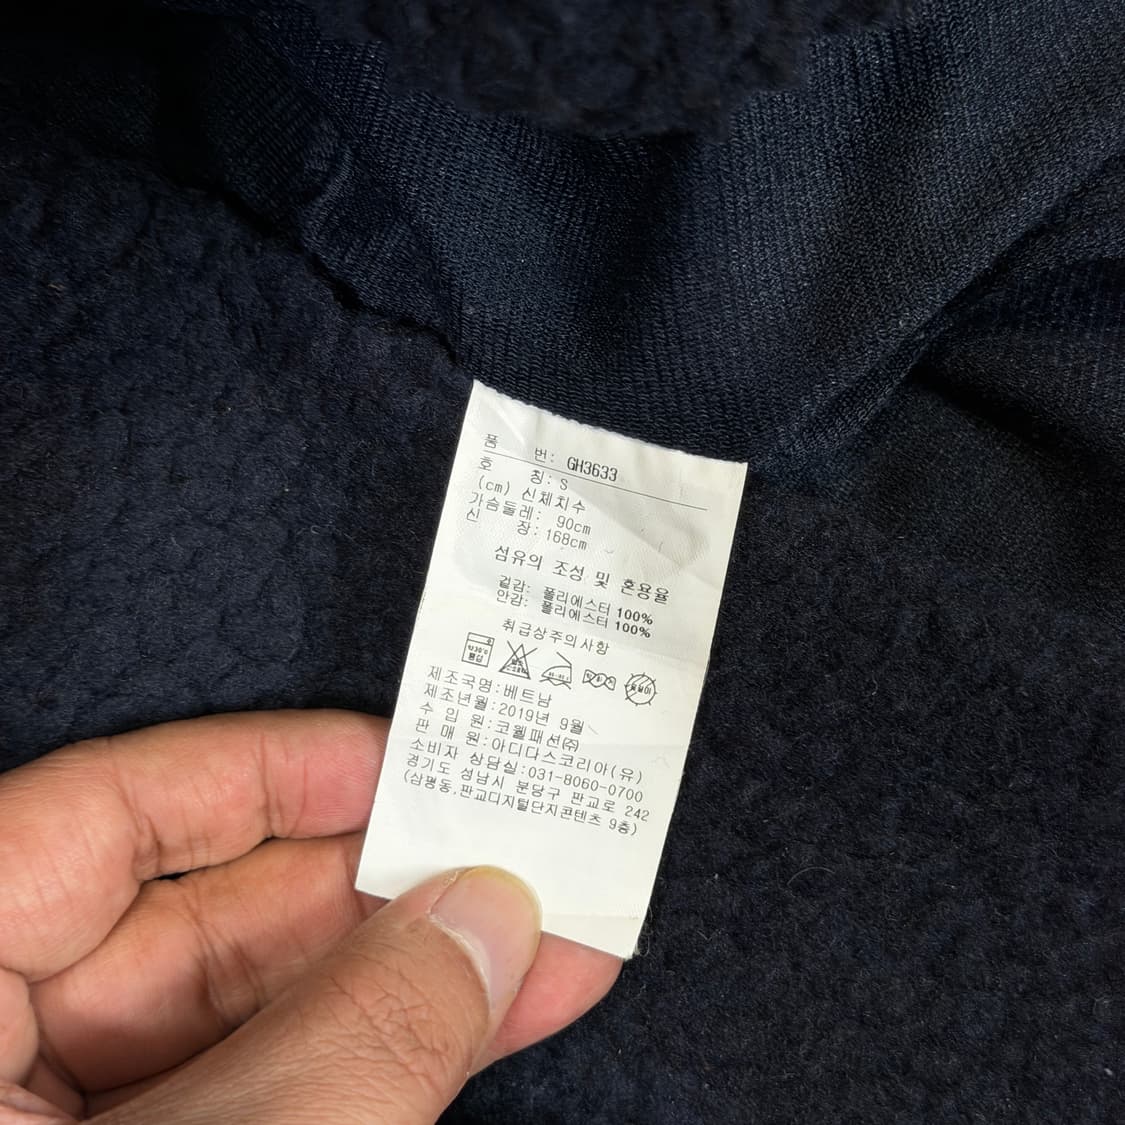 품 번: GH3633
호 칭: S
(cm) 신체치수
가슴둘레: 90cm
신 장: 168cm
섬유의 조성 및 혼용율
겉감: 폴리에스터 100%
안감: 폴리에스터 100%
취급상주의사항
약30℃ 중성
제조국명:베트남
제조년월:2019년 9월
수 입 원:코웰패션㈜
판 매 원:아디다스코리아(유)
소비자 상담실:031-8060-0700
경기도 성남시 분당구 판교로 242
(삼평동,판교디지털단지콘텐츠 9층)